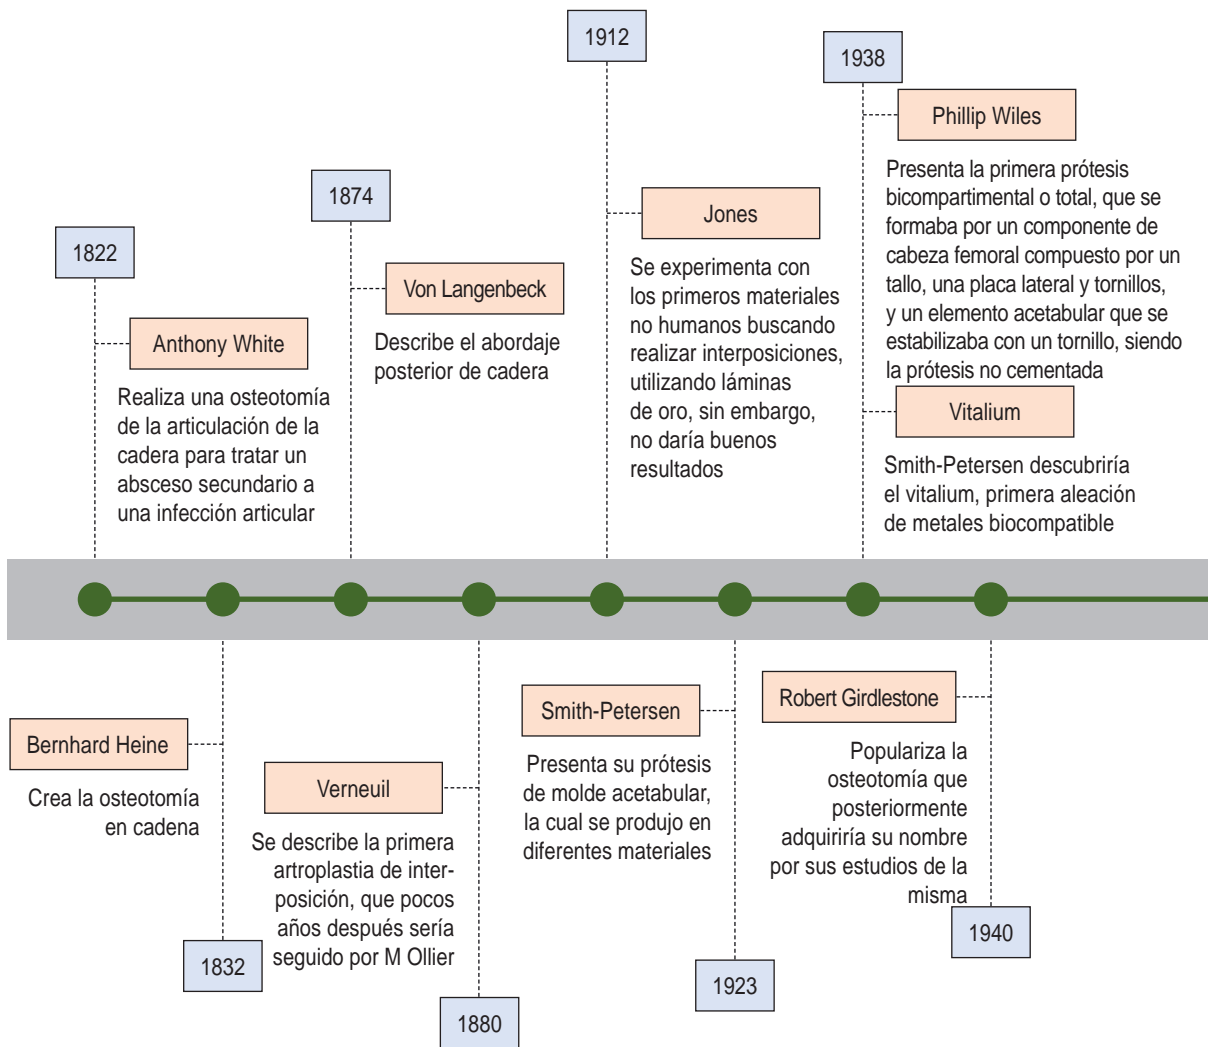 1822
Anthony White
Realiza una osteotomía
de la articulación de la
cadera para tratar un
absceso secundario a
una infección articular
Bernhard Heine
Crea la osteotomía
en cadena
1832
1874
Von Langenbeck
Describe el abordaje
posterior de cadera
Verneuil
Se describe la primera
artroplastia de inter-
posición, que pocos
años después sería
seguido por M Ollier
1880
1912
Jones
Se experimenta con
los primeros materiales
no humanos buscando
realizar interposiciones,
utilizando láminas
de oro, sin embargo,
no daría buenos
resultados
Smith-Petersen
Presenta su prótesis
de molde acetabular,
la cual se produjo en
diferentes materiales
1923
1938
Phillip Wiles
Presenta la primera prótesis
bicompartimental o total, que se
formaba por un componente de
cabeza femoral compuesto por un
tallo, una placa lateral y tornillos,
y un elemento acetabular que se
estabilizaba con un tornillo, siendo
la prótesis no cementada
Vitalium
Smith-Petersen descubriría
el vitalium, primera aleación
de metales biocompatible
Robert Girdlestone
Populariza la
osteotomía que
posteriormente
adquiriría su nombre
por sus estudios de la
misma
1940